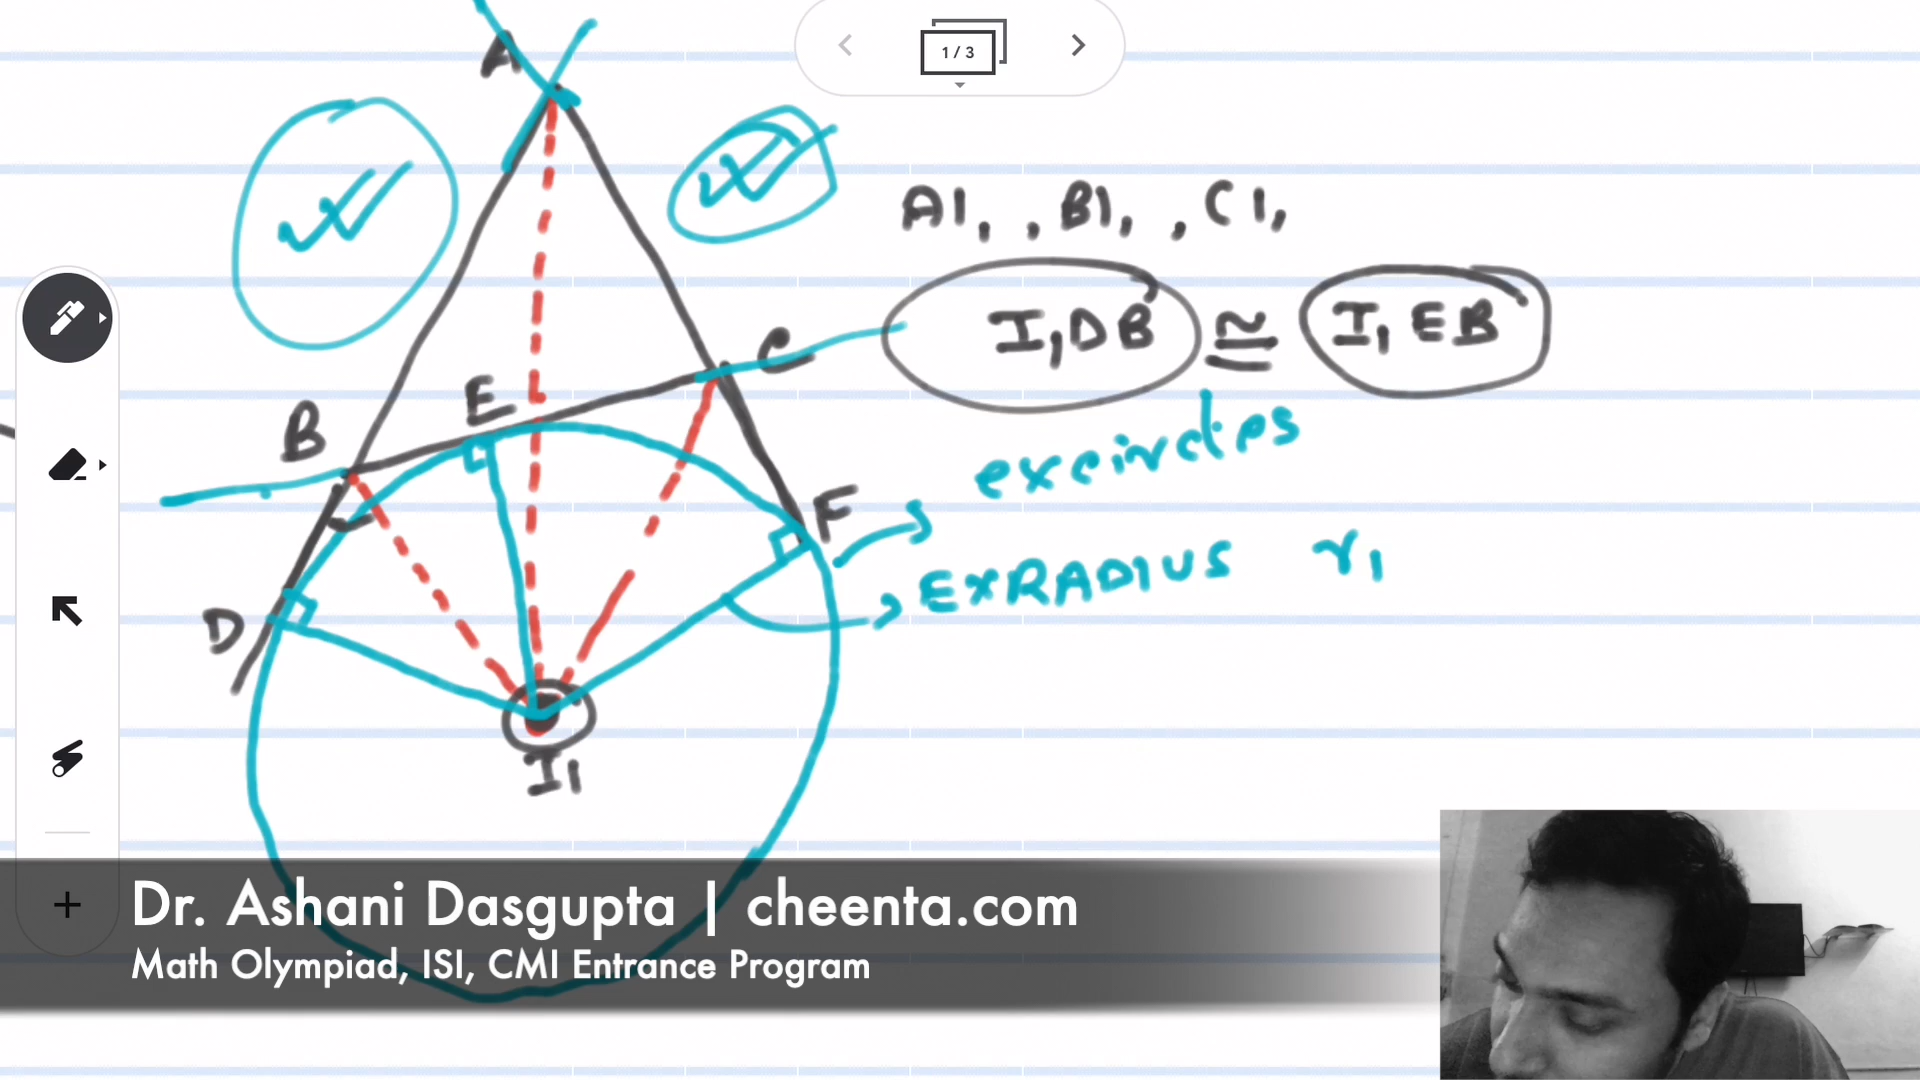 1 / 3
A
AI, , BI, , CI,
I,DB ≅ I, EB
C
E
B
excircles
F
EXRADIUS r1
D
I1
Dr. Ashani Dasgupta | cheenta.com
Math Olympiad, ISI, CMI Entrance Program